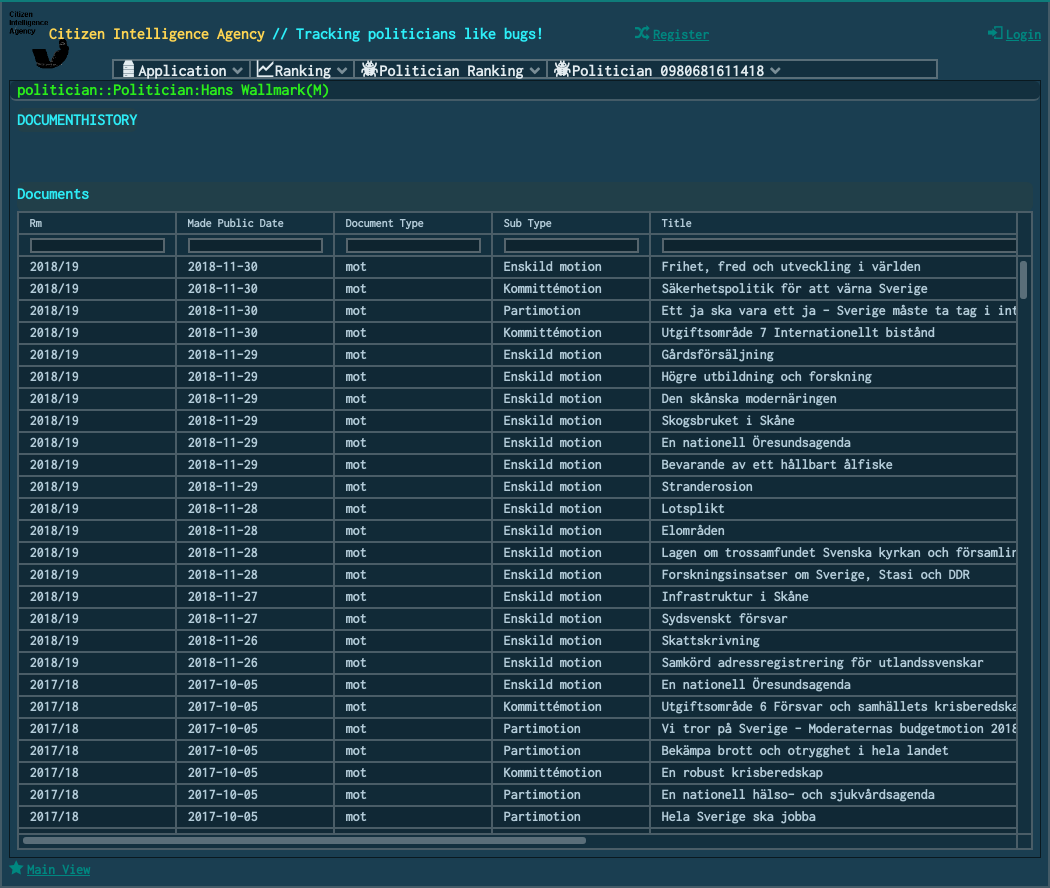 Citizen
Intelligence
Agency
Citizen Intelligence Agency // Tracking politicians like bugs!
Register
Login
Application Ranking Politician Ranking Politician 0980681611418
politician::Politician:Hans Wallmark(M)
DOCUMENTHISTORY
Documents
Rm Made Public Date Document Type Sub Type Title
2018/19 2018-11-30 mot Enskild motion Frihet, fred och utveckling i världen
2018/19 2018-11-30 mot Kommittémotion Säkerhetspolitik för att värna Sverige
2018/19 2018-11-30 mot Partimotion Ett ja ska vara ett ja - Sverige måste ta tag i int
2018/19 2018-11-30 mot Kommittémotion Utgiftsområde 7 Internationellt bistånd
2018/19 2018-11-29 mot Enskild motion Gårdsförsäljning
2018/19 2018-11-29 mot Enskild motion Högre utbildning och forskning
2018/19 2018-11-29 mot Enskild motion Den skånska modernäringen
2018/19 2018-11-29 mot Enskild motion Skogsbruket i Skåne
2018/19 2018-11-29 mot Enskild motion En nationell Öresundsagenda
2018/19 2018-11-29 mot Enskild motion Bevarande av ett hållbart ålfiske
2018/19 2018-11-29 mot Enskild motion Stranderosion
2018/19 2018-11-28 mot Enskild motion Lotsplikt
2018/19 2018-11-28 mot Enskild motion Elområden
2018/19 2018-11-28 mot Enskild motion Lagen om trossamfundet Svenska kyrkan och församlin
2018/19 2018-11-28 mot Enskild motion Forskningsinsatser om Sverige, Stasi och DDR
2018/19 2018-11-27 mot Enskild motion Infrastruktur i Skåne
2018/19 2018-11-27 mot Enskild motion Sydsvenskt försvar
2018/19 2018-11-26 mot Enskild motion Skattskrivning
2018/19 2018-11-26 mot Enskild motion Samkörd adressregistrering för utlandssvenskar
2017/18 2017-10-05 mot Enskild motion En nationell Öresundsagenda
2017/18 2017-10-05 mot Kommittémotion Utgiftsområde 6 Försvar och samhällets krisberedska
2017/18 2017-10-05 mot Partimotion Vi tror på Sverige - Moderaternas budgetmotion 2018
2017/18 2017-10-05 mot Partimotion Bekämpa brott och otrygghet i hela landet
2017/18 2017-10-05 mot Kommittémotion En robust krisberedskap
2017/18 2017-10-05 mot Partimotion En nationell hälso- och sjukvårdsagenda
2017/18 2017-10-05 mot Partimotion Hela Sverige ska jobba
Main View